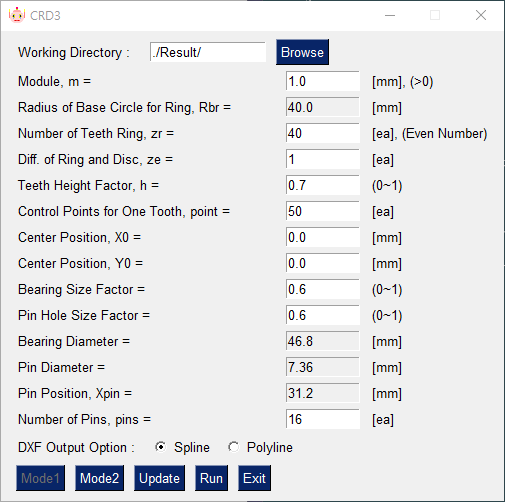 CRD3
Working Directory : ./Result/ Browse
Module, m = 1.0 [mm], (>0)
Radius of Base Circle for Ring, Rbr = 40.0 [mm]
Number of Teeth Ring, zr = 40 [ea], (Even Number)
Diff. of Ring and Disc, ze = 1 [ea]
Teeth Height Factor, h = 0.7 (0~1)
Control Points for One Tooth, point = 50 [ea]
Center Position, X0 = 0.0 [mm]
Center Position, Y0 = 0.0 [mm]
Bearing Size Factor = 0.6 (0~1)
Pin Hole Size Factor = 0.6 (0~1)
Bearing Diameter = 46.8 [mm]
Pin Diameter = 7.36 [mm]
Pin Position, Xpin = 31.2 [mm]
Number of Pins, pins = 16 [ea]
DXF Output Option : Spline Polyline
Mode1 Mode2 Update Run Exit